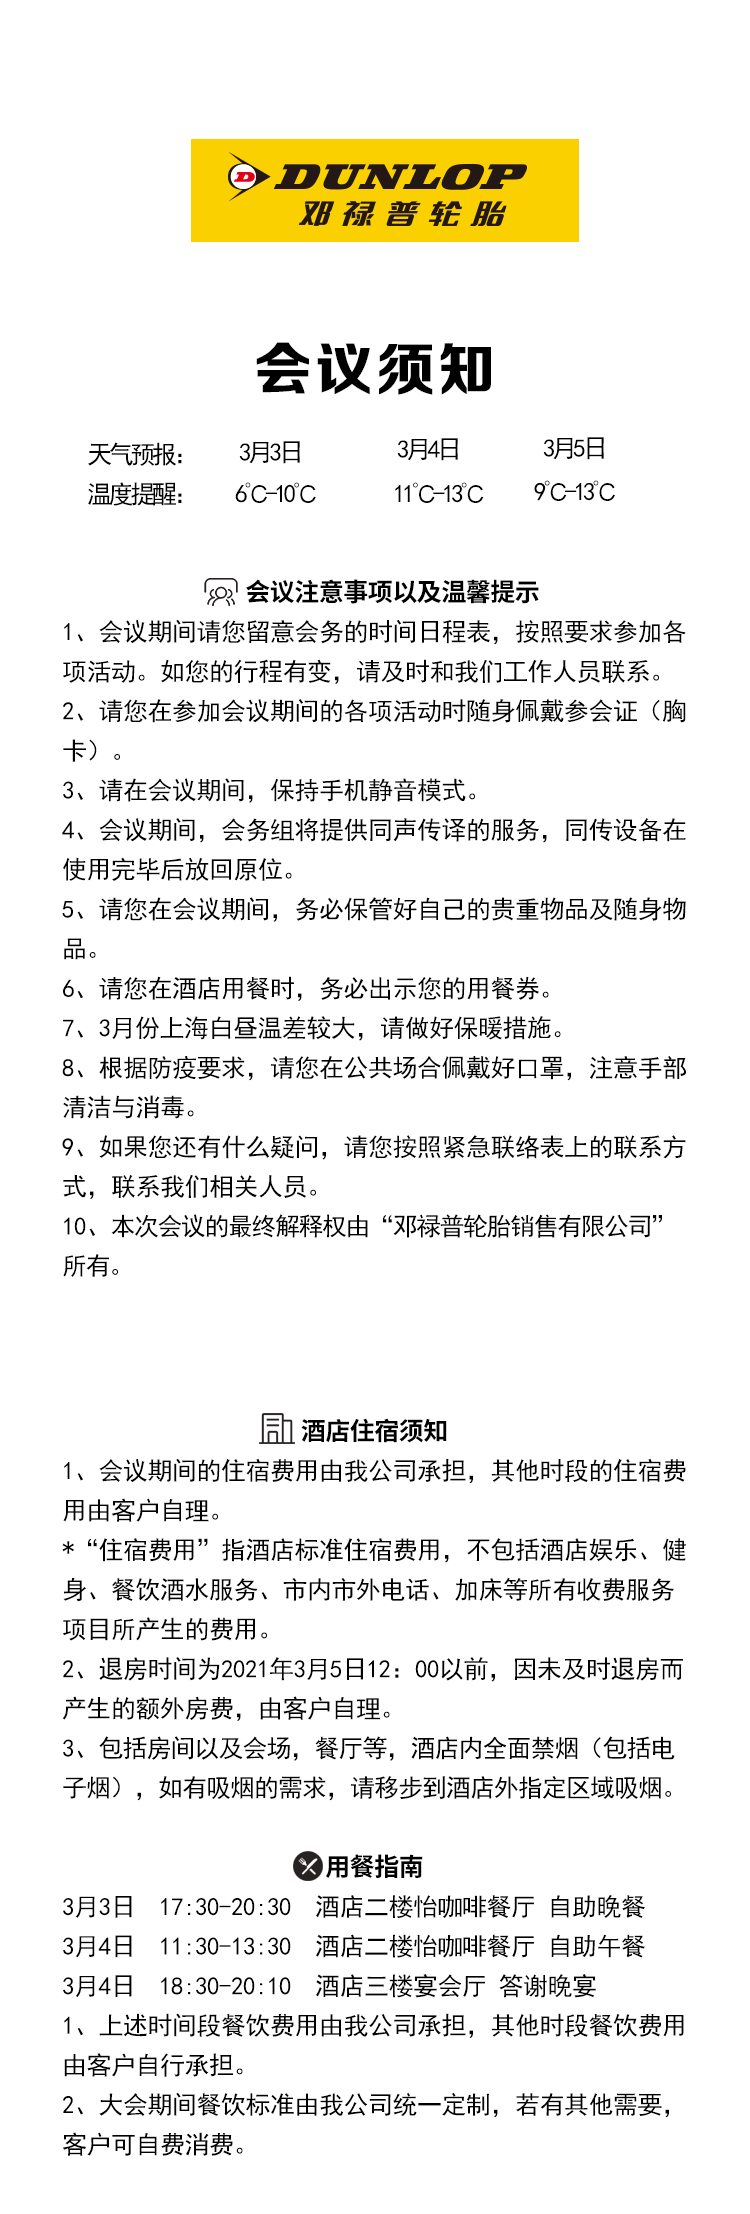 DUNLOP
邓禄普轮胎
会议须知
天气预报: 3月3日 3月4日 3月5日
温度提醒: 6°C-10°C 11°C-13°C 9°C-13°C
会议注意事项以及温馨提示
1、会议期间请您留意会务的时间日程表，按照要求参加各
项活动。如您的行程有变，请及时和我们工作人员联系。
2、请您在参加会议期间的各项活动时随身佩戴参会证（胸
卡）。
3、请在会议期间，保持手机静音模式。
4、会议期间，会务组将提供同声传译的服务，同传设备在
使用完毕后放回原位。
5、请您在会议期间，务必保管好自己的贵重物品及随身物
品。
6、请您在酒店用餐时，务必出示您的用餐券。
7、3月份上海白昼温差较大，请做好保暖措施。
8、根据防疫要求，请您在公共场合佩戴好口罩，注意手部
清洁与消毒。
9、如果您还有什么疑问，请您按照紧急联络表上的联系方
式，联系我们相关人员。
10、本次会议的最终解释权由“邓禄普轮胎销售有限公司”
所有。
酒店住宿须知
1、会议期间的住宿费用由我公司承担，其他时段的住宿费
用由客户自理。
*“住宿费用”指酒店标准住宿费用，不包括酒店娱乐、健
身、餐饮酒水服务、市内市外电话、加床等所有收费服务
项目所产生的费用。
2、退房时间为2021年3月5日12：00以前，因未及时退房而
产生的额外房费，由客户自理。
3、包括房间以及会场，餐厅等，酒店内全面禁烟（包括电
子烟），如有吸烟的需求，请移步到酒店外指定区域吸烟。
用餐指南
3月3日 17:30-20:30 酒店二楼怡咖啡餐厅 自助晚餐
3月4日 11:30-13:30 酒店二楼怡咖啡餐厅 自助午餐
3月4日 18:30-20:10 酒店三楼宴会厅 答谢晚宴
1、上述时间段餐饮费用由我公司承担，其他时段餐饮费用
由客户自行承担。
2、大会期间餐饮标准由我公司统一定制，若有其他需要，
客户可自费消费。